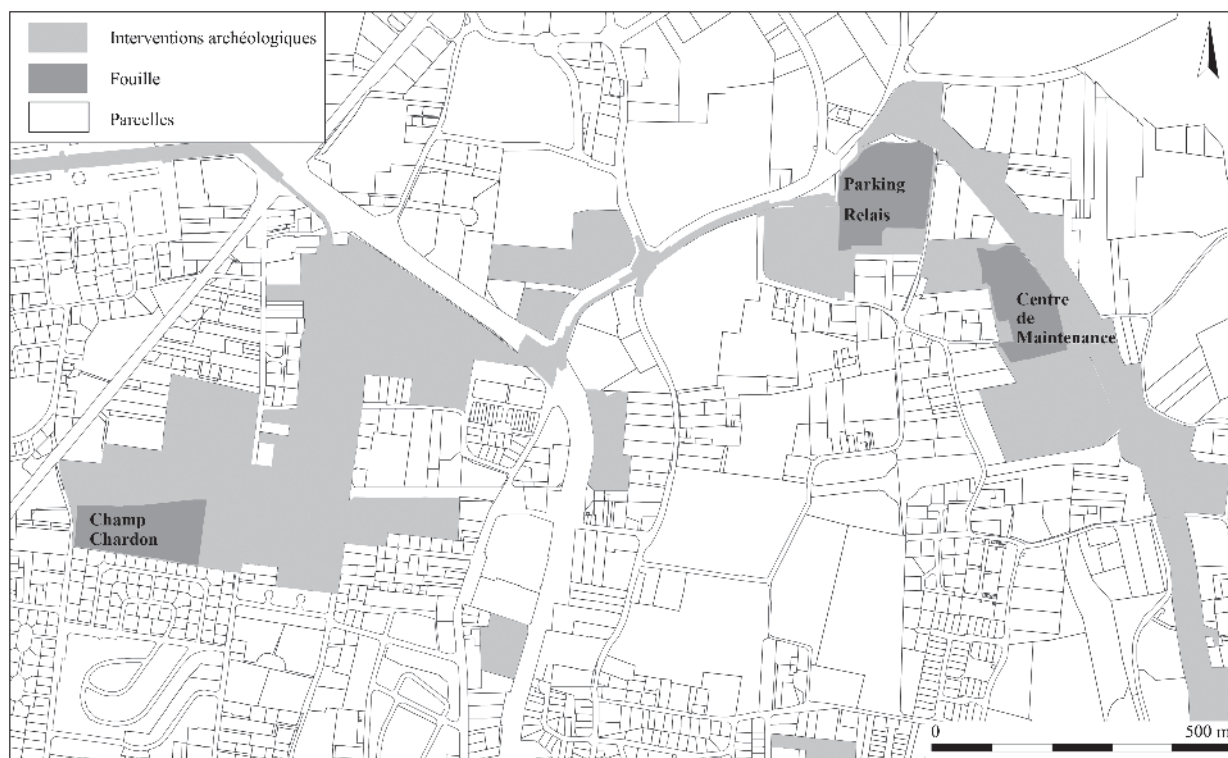 Interventions archéologiques
Fouille
Parcelles
Parking
Relais
Centre
de
Maintenance
Champ
Chardon
0 500 m